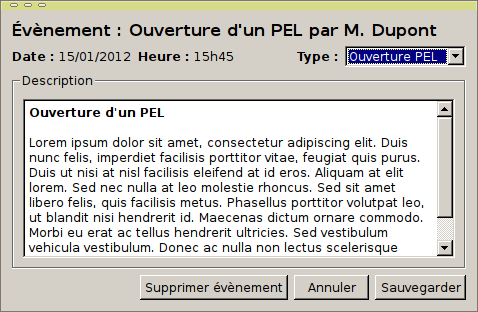 Évènement : Ouverture d'un PEL par M. Dupont
Date : 15/01/2012 Heure : 15h45 Type : Ouverture PEL
Description
Ouverture d'un PEL
Lorem ipsum dolor sit amet, consectetur adipiscing elit. Duis
nunc felis, imperdiet facilisis porttitor vitae, feugiat quis purus.
Duis ut nisi at nisl facilisis eleifend at id eros. Aliquam at elit
lorem. Sed nec nulla at leo molestie rhoncus. Sed sit amet
libero felis, quis facilisis metus. Phasellus porttitor volutpat leo,
ut blandit nisi hendrerit id. Maecenas dictum ornare commodo.
Morbi eu erat ac tellus hendrerit ultricies. Sed vestibulum
vehicula vestibulum. Donec ac nulla non lectus scelerisque
Supprimer évènement Annuler Sauvegarder